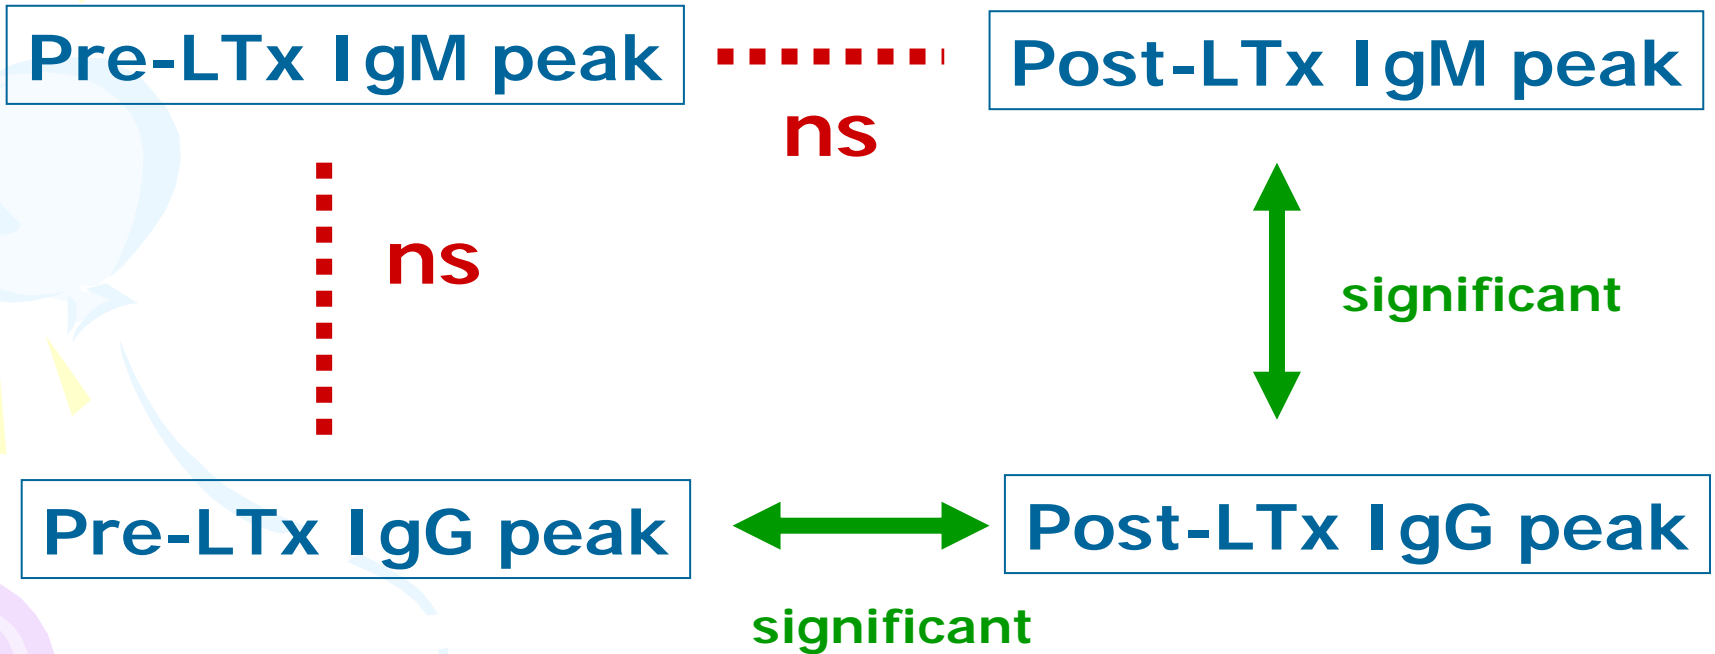 Pre-LTx IgM peak
Post-LTx IgM peak
ns
ns
significant
Pre-LTx IgG peak
Post-LTx IgG peak
significant